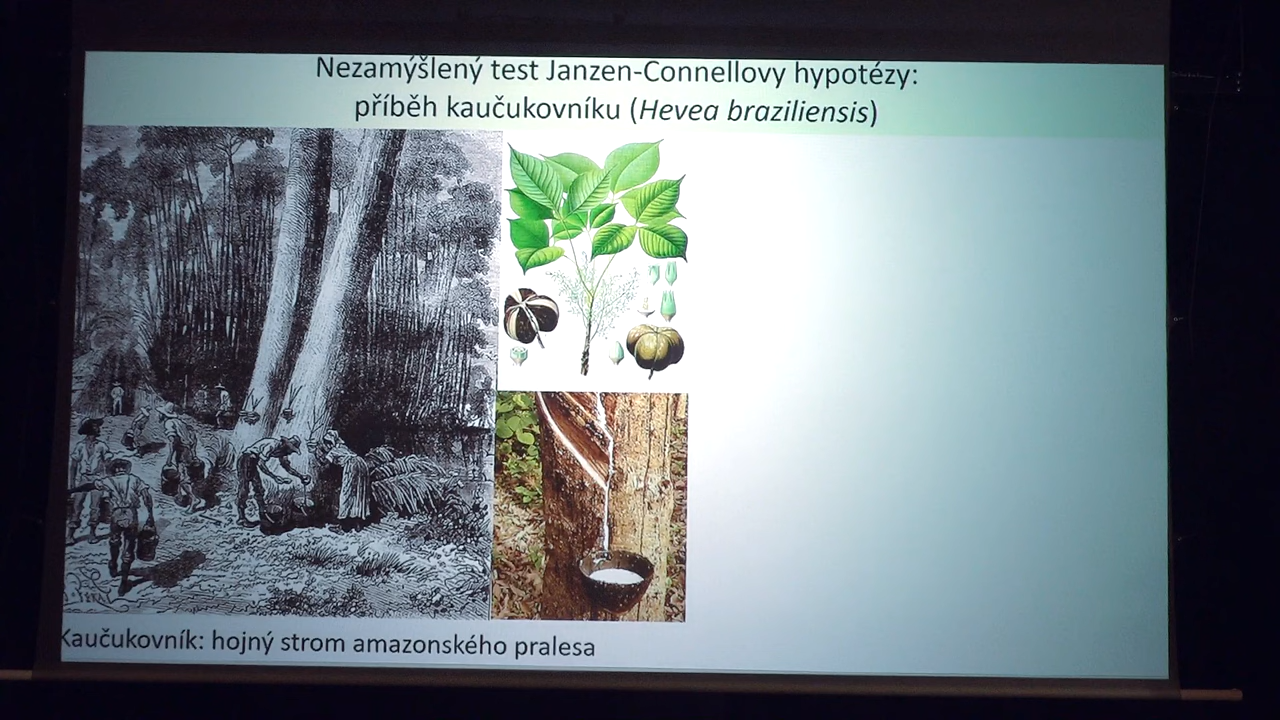 Nezamýšlený test Janzen-Connellovy hypotézy:
příběh kaučukovníku (Hevea braziliensis)
Kaučukovník: hojný strom amazonského pralesa